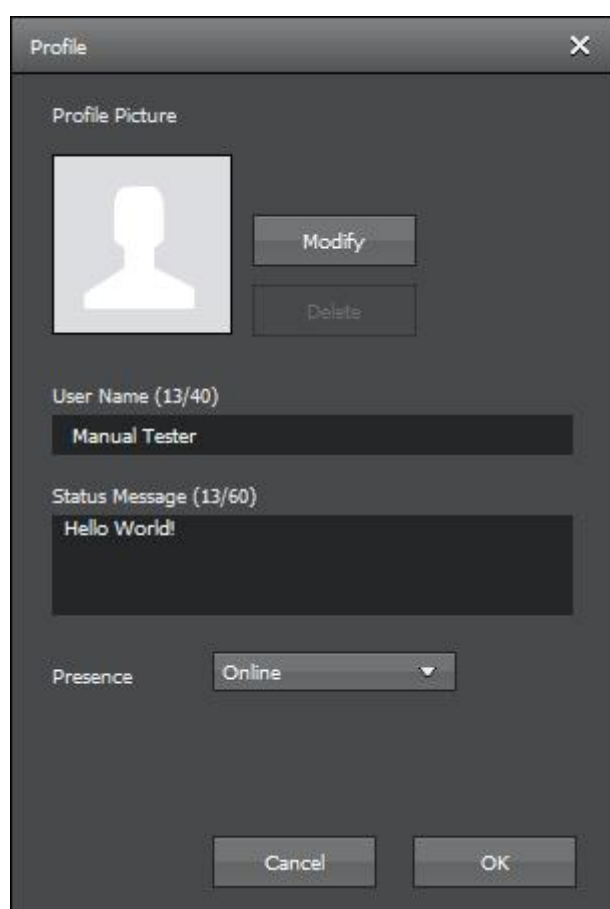 Profile
Profile Picture
Modify
Delete
User Name (13/40)
Manual Tester
Status Message (13/60)
Hello World!
Presence
Online
Cancel
OK